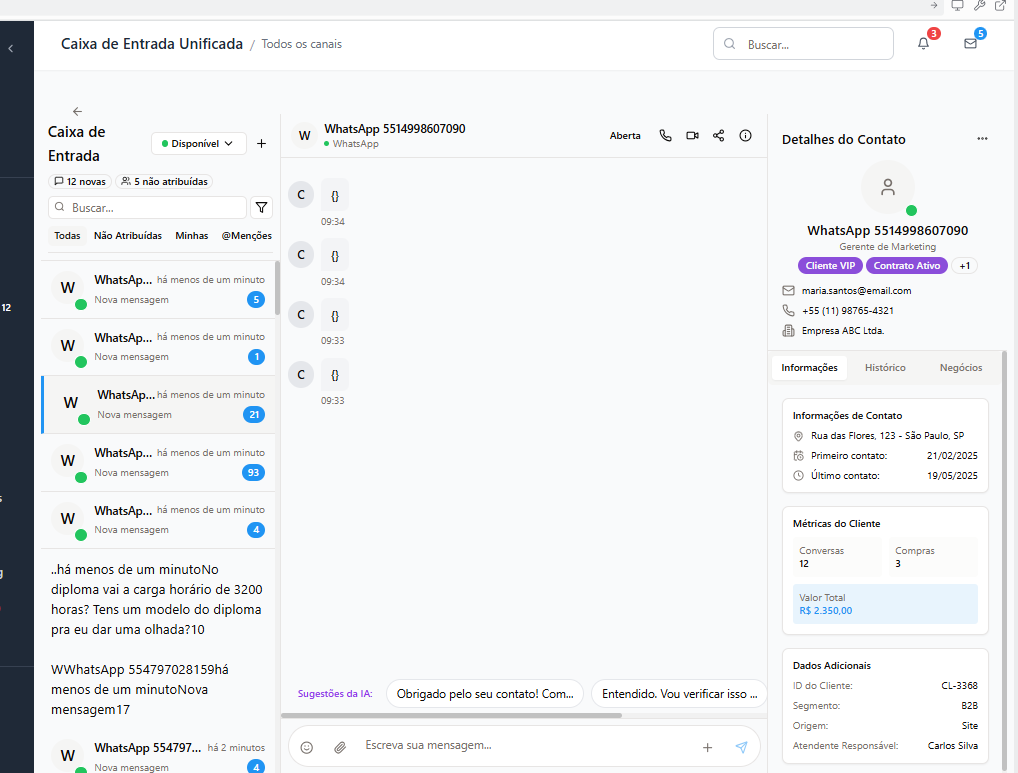 Caixa de Entrada Unificada / Todos os canais
Buscar...
3
5
12
Caixa de
Entrada
Disponível
12 novas
5 não atribuídas
Buscar...
Todas Não Atribuídas Minhas @Menções
W
WhatsAp... há menos de um minuto
Nova mensagem 5
W
WhatsAp... há menos de um minuto
Nova mensagem 1
W
WhatsAp... há menos de um minuto
Nova mensagem 21
W
WhatsAp... há menos de um minuto
Nova mensagem 93
W
WhatsAp... há menos de um minuto
Nova mensagem 4
..há menos de um minutoNo
diploma vai a carga horário de 3200
horas? Tens um modelo do diploma
pra eu dar uma olhada?10
WWhatsApp 554797028159há
menos de um minutoNova
mensagem17
W
WhatsApp 554797... há 2 minutos
Nova mensagem 4
W
WhatsApp 5514998607090
WhatsApp
Aberta
C {}
09:34
C {}
09:34
C {}
09:33
C {}
09:33
Sugestões da IA: Obrigado pelo seu contato! Com... Entendido. Vou verificar isso ...
Escreva sua mensagem...
Detalhes do Contato
WhatsApp 5514998607090
Gerente de Marketing
Cliente VIP Contrato Ativo +1
maria.santos@email.com
+55 (11) 98765-4321
Empresa ABC Ltda.
Informações Histórico Negócios
Informações de Contato
Rua das Flores, 123 - São Paulo, SP
Primeiro contato: 21/02/2025
Último contato: 19/05/2025
Métricas do Cliente
Conversas Compras
12 3
Valor Total
R$ 2.350,00
Dados Adicionais
ID do Cliente: CL-3368
Segmento: B2B
Origem: Site
Atendente Responsável: Carlos Silva